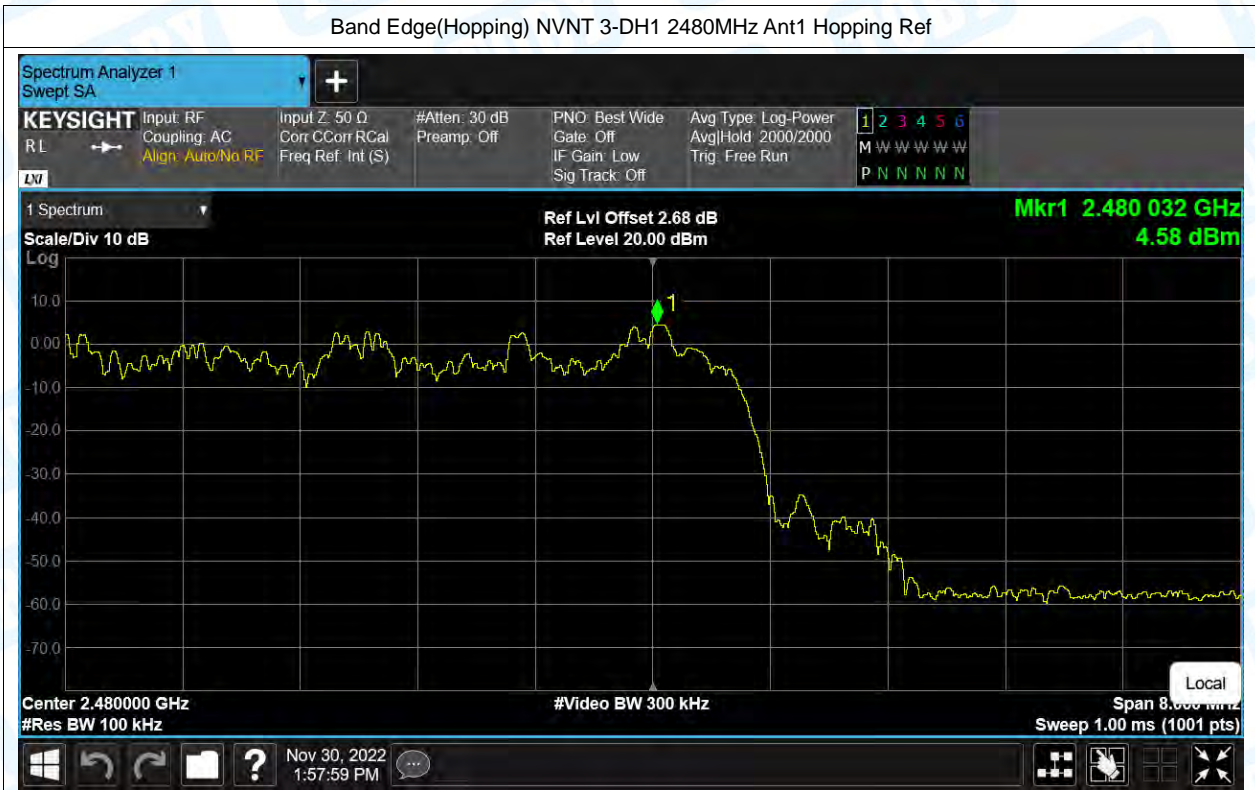 Band Edge(Hopping) NVNT 3-DH1 2480MHz Ant1 Hopping Ref
Spectrum Analyzer 1
Swept SA
KEYSIGHT
RL
LXI
Input: RF
Coupling: AC
Align: Auto/No RF
Input Z: 50 Ω
Corr CCorr RCal
Freq Ref: Int (S)
#Atten: 30 dB
Preamp: Off
PNO: Best Wide
Gate: Off
IF Gain: Low
Sig Track: Off
Avg Type: Log-Power
Avg|Hold: 2000/2000
Trig: Free Run
1 2 3 4 5 6
M W W W W W
P N N N N N
1 Spectrum
Scale/Div 10 dB
Ref Lvl Offset 2.68 dB
Ref Level 20.00 dBm
Mkr1 2.480 032 GHz
4.58 dBm
Log
10.0
0.00
-10.0
-20.0
-30.0
-40.0
-50.0
-60.0
-70.0
1
Center 2.480000 GHz
#Res BW 100 kHz
#Video BW 300 kHz
Span 8.000 MHz
Sweep 1.00 ms (1001 pts)
Local
?
Nov 30, 2022
1:57:59 PM